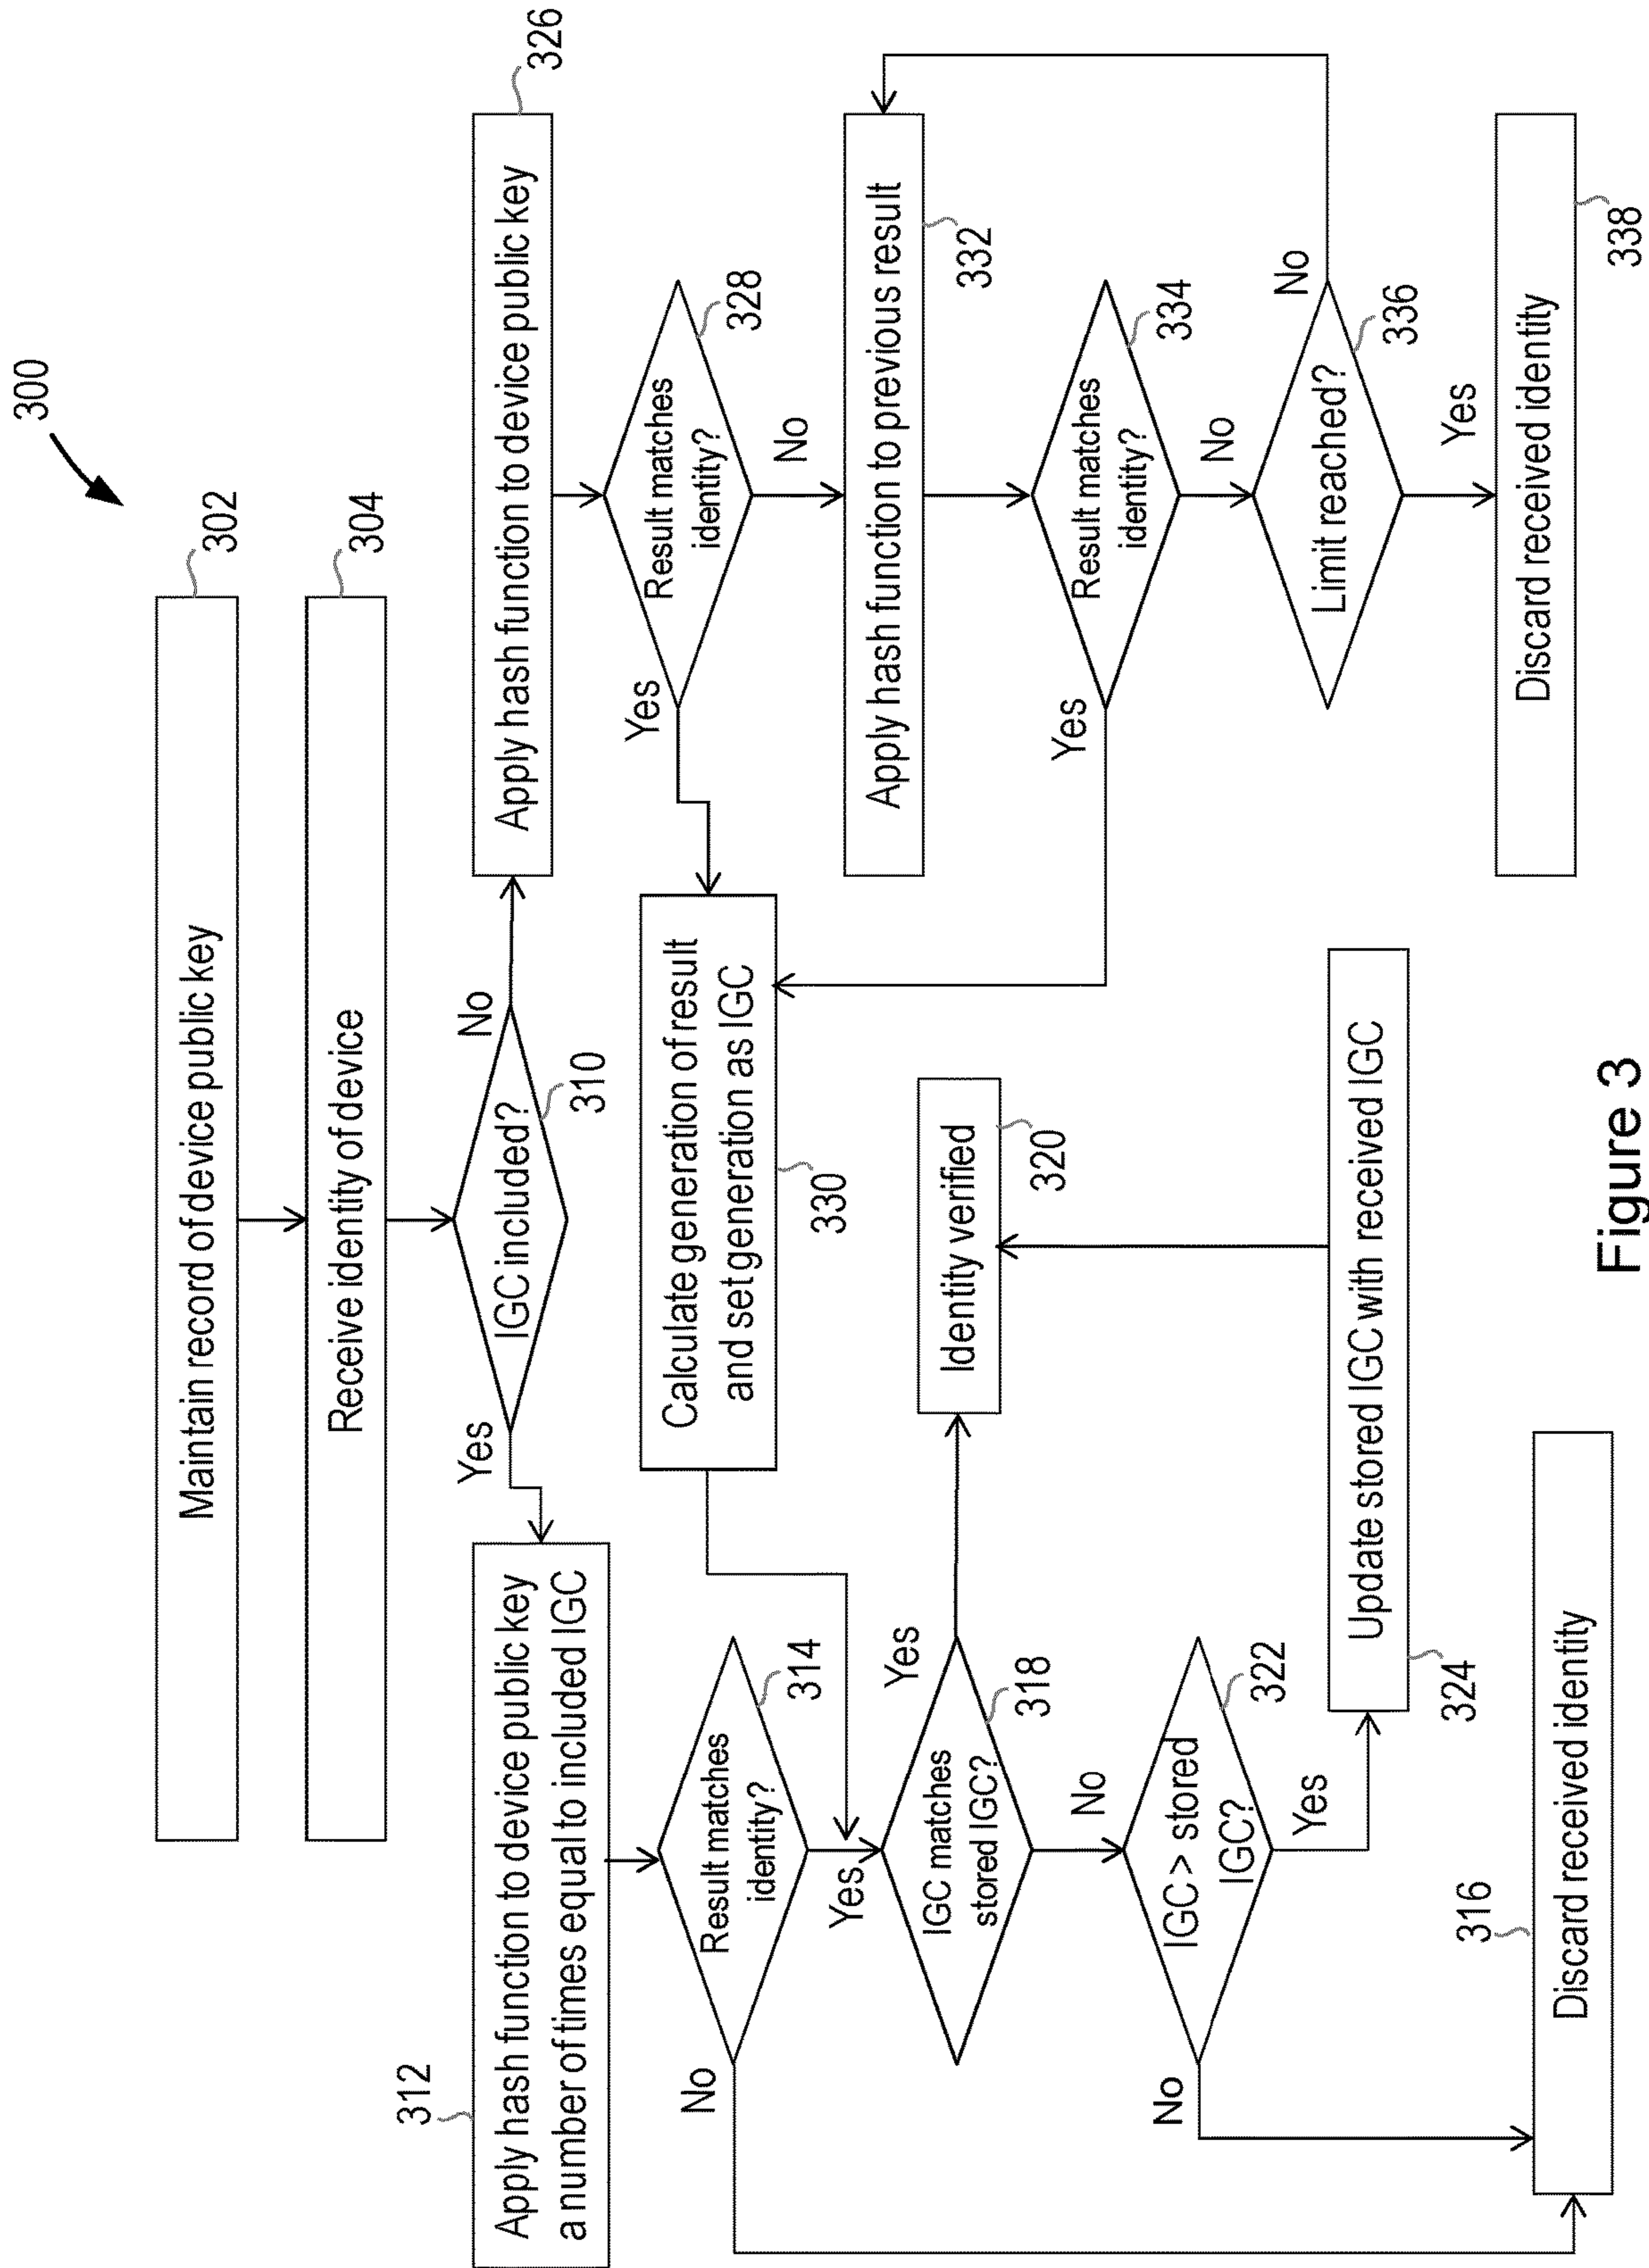 300
Maintain record of device public key
302
Receive identity of device
304
IGC included?
310
Yes
No
312
Apply hash function to device public key
a number of times equal to included IGC
Apply hash function to device public key
326
Result matches
identity?
314
No
Yes
Calculate generation of result
and set generation as IGC
330
Result matches
identity?
328
Yes
No
Apply hash function to previous result
332
IGC matches
stored IGC?
318
Yes
No
Identity verified
320
Result matches
identity?
334
Yes
No
IGC > stored
IGC?
322
No
Yes
Update stored IGC with received IGC
324
Limit reached?
336
No
Yes
316
Discard received identity
Discard received identity
338
Figure 3